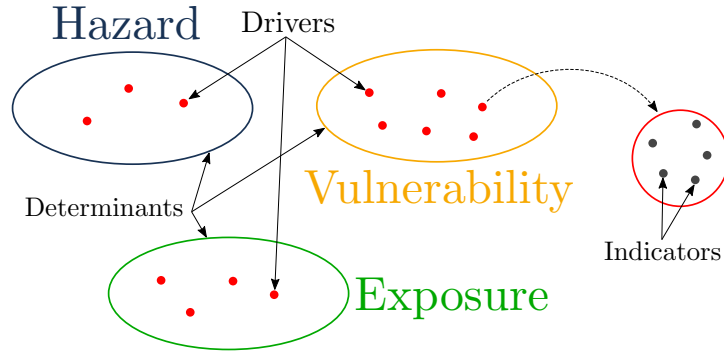 Hazard
Drivers
Vulnerability
Determinants
Indicators
Exposure